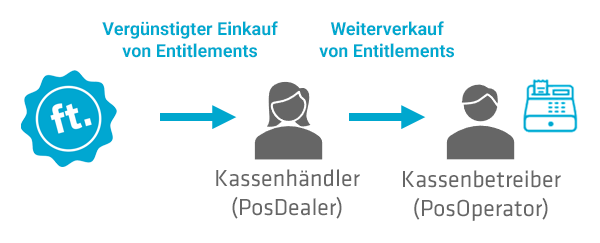 Vergünstigter Einkauf
von Entitlements
Weiterverkauf
von Entitlements
ft.
Kassenhändler
(PosDealer)
Kassenbetreiber
(PosOperator)